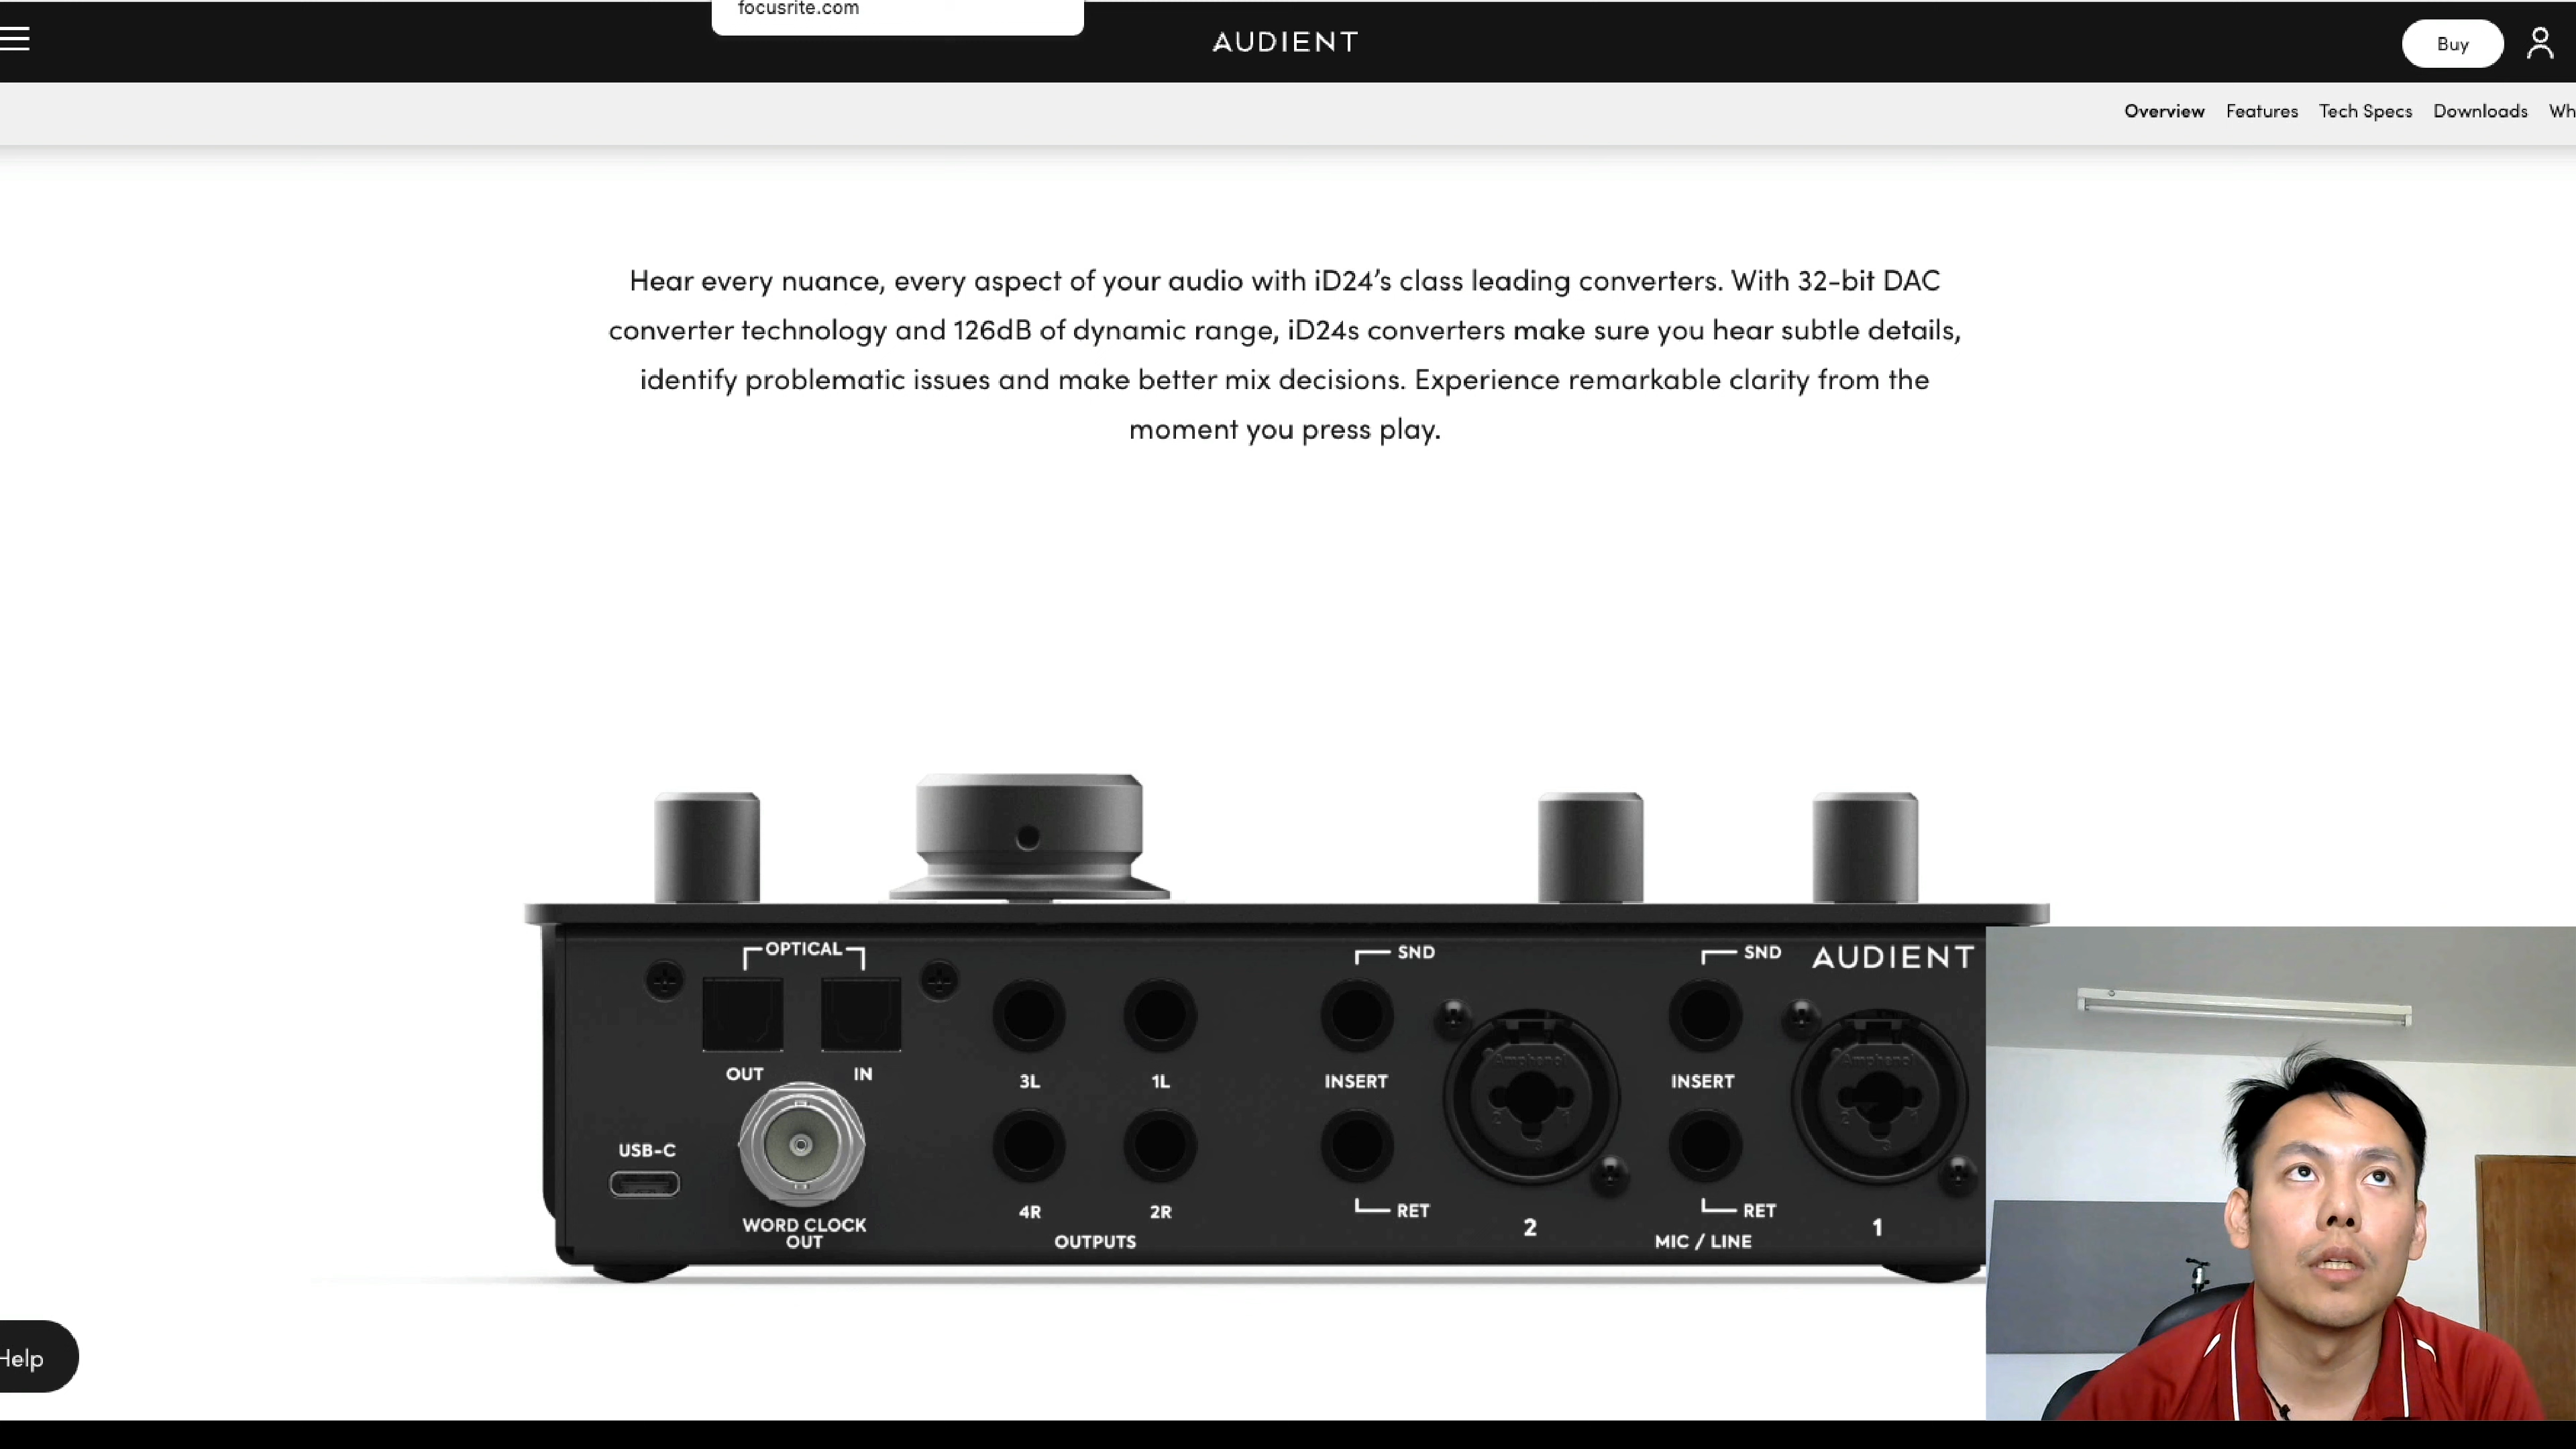 focusrite.com
AUDIENT
Buy
Overview Features Tech Specs Downloads Wh
Hear every nuance, every aspect of your audio with iD24’s class leading converters. With 32-bit DAC
converter technology and 126dB of dynamic range, iD24s converters make sure you hear subtle details,
identify problematic issues and make better mix decisions. Experience remarkable clarity from the
moment you press play.
OPTICAL
SND
SND
AUDIENT
Amphenol
Amphenol
OUT
IN
3L
1L
INSERT
INSERT
USB-C
4R
2R
RET
RET
WORD CLOCK
OUT
OUTPUTS
2
MIC / LINE
1
Help